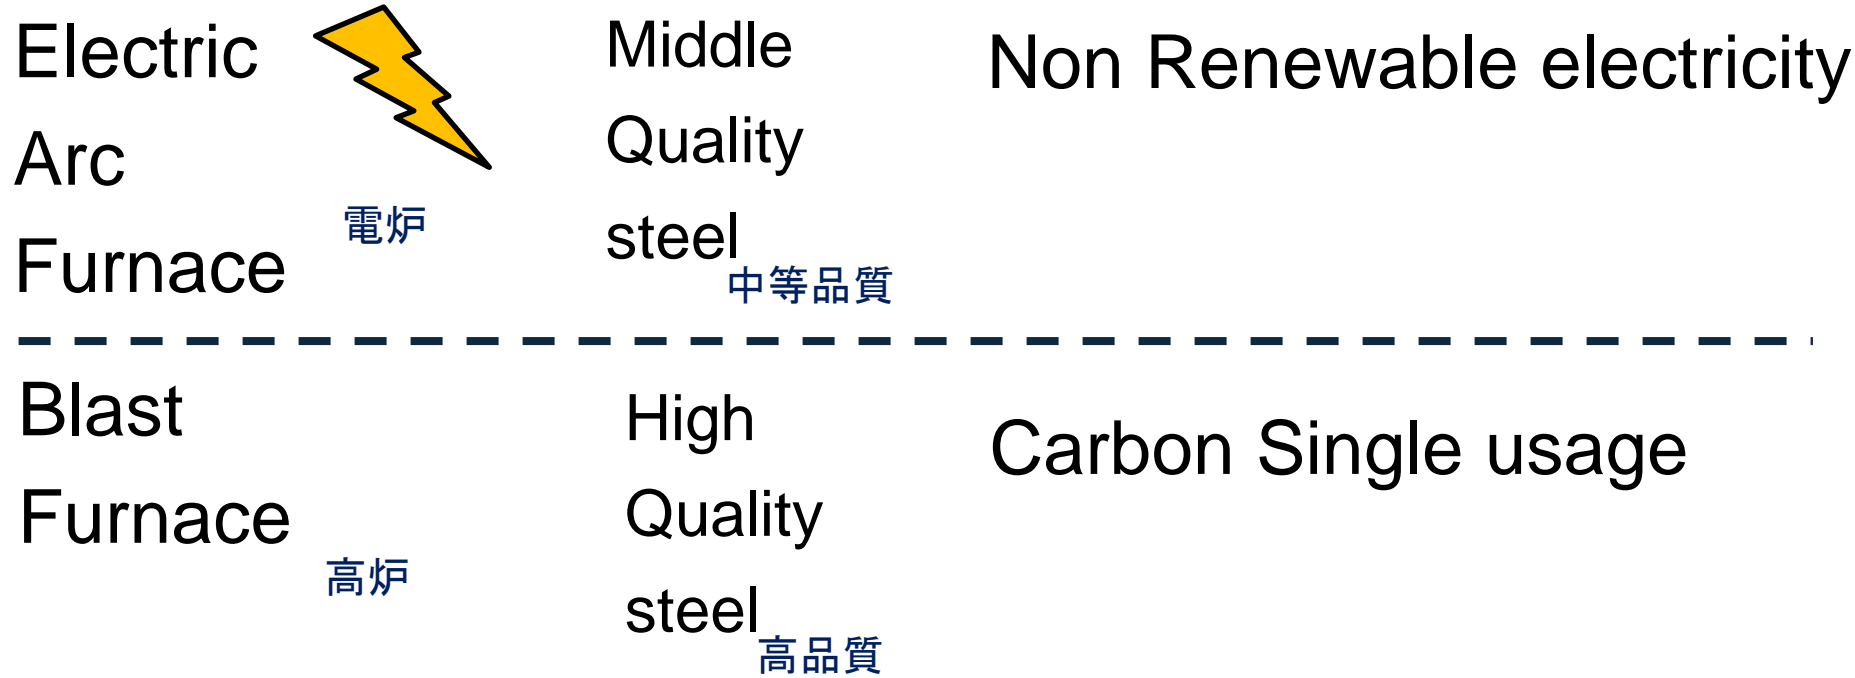 Electric
Arc
Furnace
電炉
Middle
Quality
steel
中等品質
Non Renewable electricity
Blast
Furnace
高炉
High
Quality
steel
高品質
Carbon Single usage